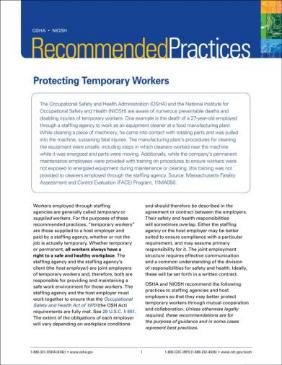 OSHA • NIOSH
RecommendedPractices
Protecting Temporary Workers
The Occupational Safety and Health Administration (OSHA) and the National Institute for
Occupational Safety and Health (NIOSH) are aware of numerous preventable deaths and
disabling injuries of temporary workers. One example is the death of a 27-year-old employed
through a staffing agency to work as an equipment cleaner at a food manufacturing plant.
While cleaning a piece of machinery, he came into contact with rotating parts and was pulled
into the machine, sustaining fatal injuries. The manufacturing plant's procedures for cleaning
the equipment were unsafe, including steps in which cleaners worked near the machine
while it was energized and parts were moving. Additionally, while the company's permanent
maintenance employees were provided with training on procedures to ensure workers were
not exposed to energized equipment during maintenance or cleaning, this training was not
provided to cleaners employed through the staffing agency. Source: Massachusetts Fatality
Assessment and Control Evaluation (FACE) Program, 11MA050.
Workers employed through staffing
agencies are generally called temporary or
supplied workers. For the purposes of these
recommended practices, "temporary workers"
are those supplied to a host employer and
paid by a staffing agency, whether or not the
job is actually temporary. Whether temporary
or permanent, all workers always have a
right to a safe and healthy workplace. The
staffing agency and the staffing agency's
client (the host employer) are joint employers
of temporary workers and, therefore, both are
responsible for providing and maintaining a
safe work environment for those workers. The
staffing agency and the host employer must
work together to ensure that the Occupational
Safety and Health Act of 1970 (the OSH Act)
requirements are fully met. See 29 U.S.C. § 651.
The extent of the obligations of each employer
will vary depending on workplace conditions
and should therefore be described in the
agreement or contract between the employers.
Their safety and health responsibilities
will sometimes overlap. Either the staffing
agency or the host employer may be better
suited to ensure compliance with a particular
requirement, and may assume primary
responsibility for it. The joint employment
structure requires effective communication
and a common understanding of the division
of responsibilities for safety and health. Ideally,
these will be set forth in a written contract.
OSHA and NIOSH recommend the following
practices to staffing agencies and host
employers so that they may better protect
temporary workers through mutual cooperation
and collaboration. Unless otherwise legally
required, these recommendations are for
the purpose of guidance and in some cases
represent best practices.
1-800-321-OSHA (6742) • www.osha.gov
1
1-800-CDC-INFO (1-800-232-4636) • www.cdc.gov/niosh